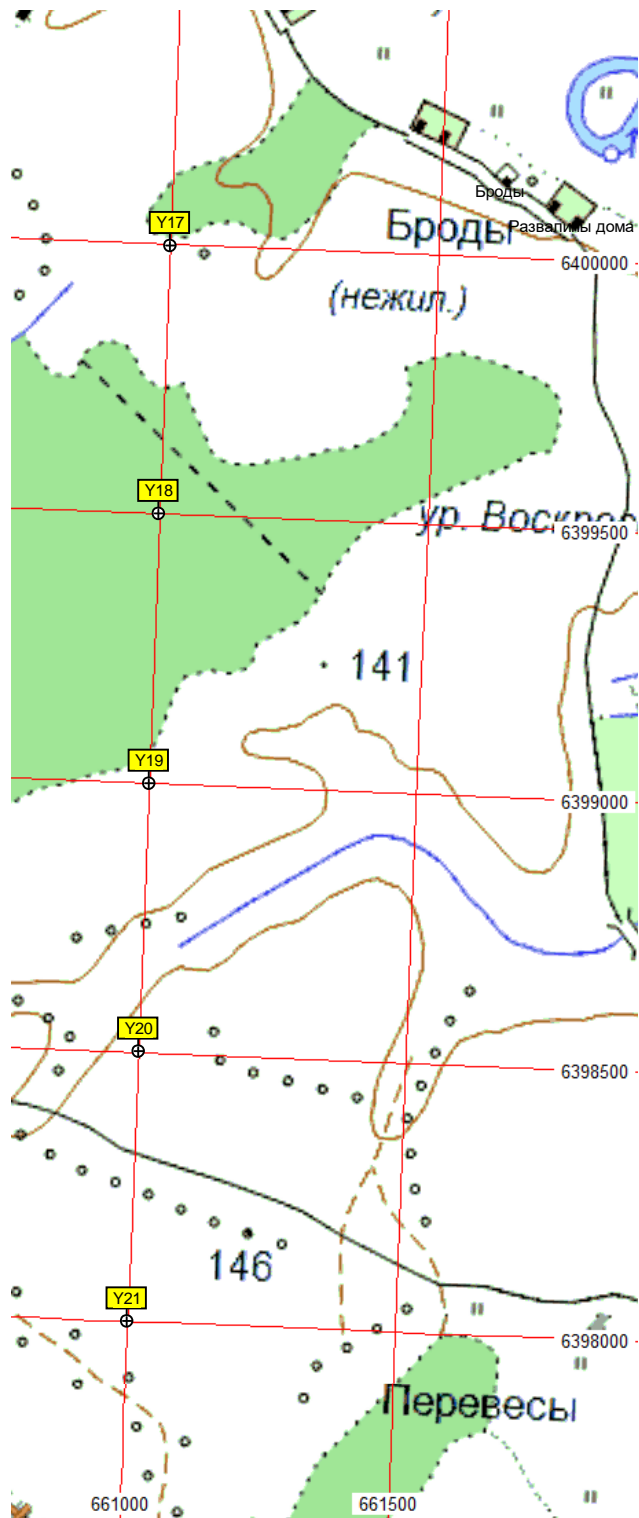 Броды
Y17
Броды
Развалины дома
6400000
(нежил.)
Y18
ур. Воскрес
6399500
141
Y19
6399000
Y20
6398500
146
Y21
6398000
Перевесы
661000
661500